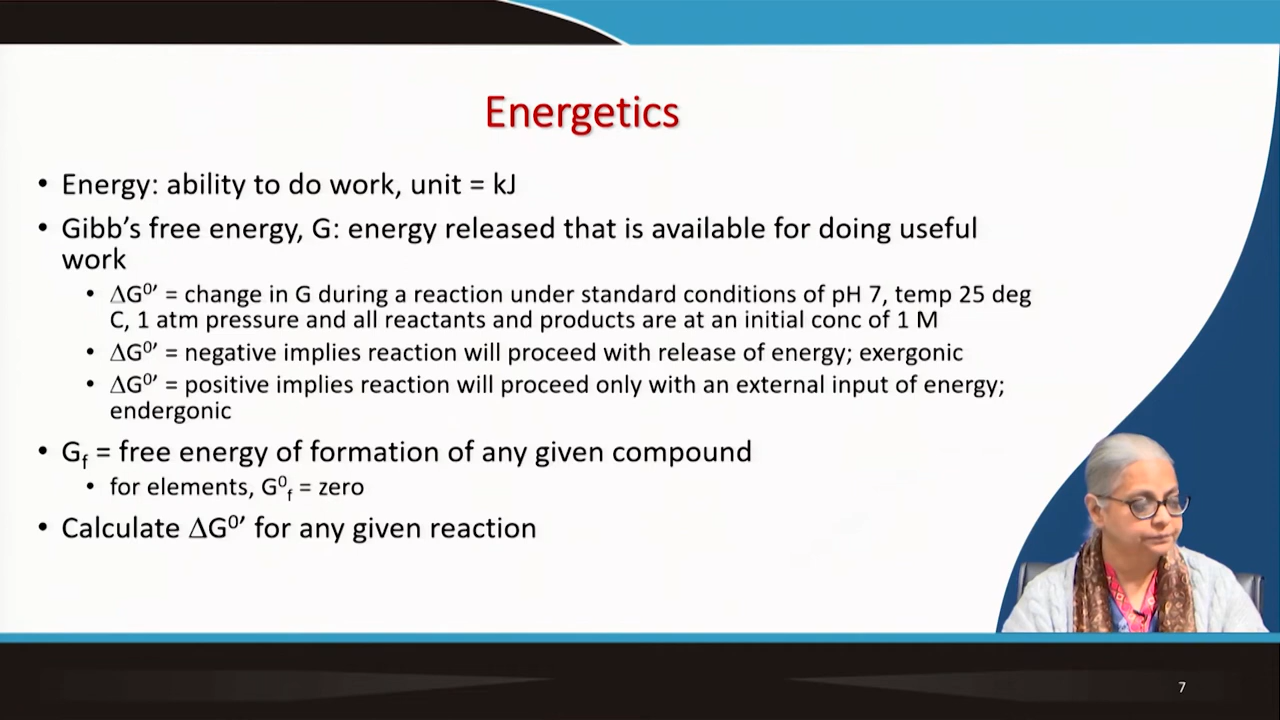 Energetics
• Energy: ability to do work, unit = kJ
• Gibb's free energy, G: energy released that is available for doing useful
work
• ∆G⁰′ = change in G during a reaction under standard conditions of pH 7, temp 25 deg
C, 1 atm pressure and all reactants and products are at an initial conc of 1 M
• ∆G⁰′ = negative implies reaction will proceed with release of energy; exergonic
• ∆G⁰′ = positive implies reaction will proceed only with an external input of energy;
endergonic
• Gf = free energy of formation of any given compound
• for elements, G⁰f = zero
• Calculate ∆G⁰′ for any given reaction
7